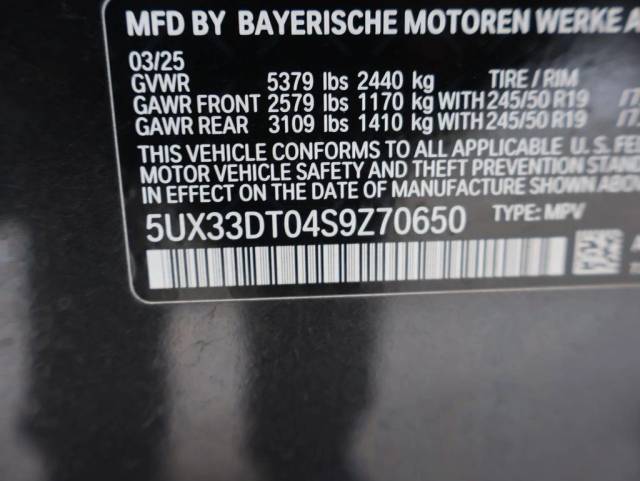 MFD BY BAYERISCHE MOTOREN WERKE A
03/25
GVWR 5379 lbs 2440 kg TIRE / RIM
GAWR FRONT 2579 lbs 1170 kg WITH 245/50 R19
GAWR REAR 3109 lbs 1410 kg WITH 245/50 R19
THIS VEHICLE CONFORMS TO ALL APPLICABLE U. S. FE
MOTOR VEHICLE SAFETY AND THEFT PREVENTION STAND
IN EFFECT ON THE DATE OF MANUFACTURE SHOWN ABO
5UX33DT04S9Z70650 TYPE: MPV